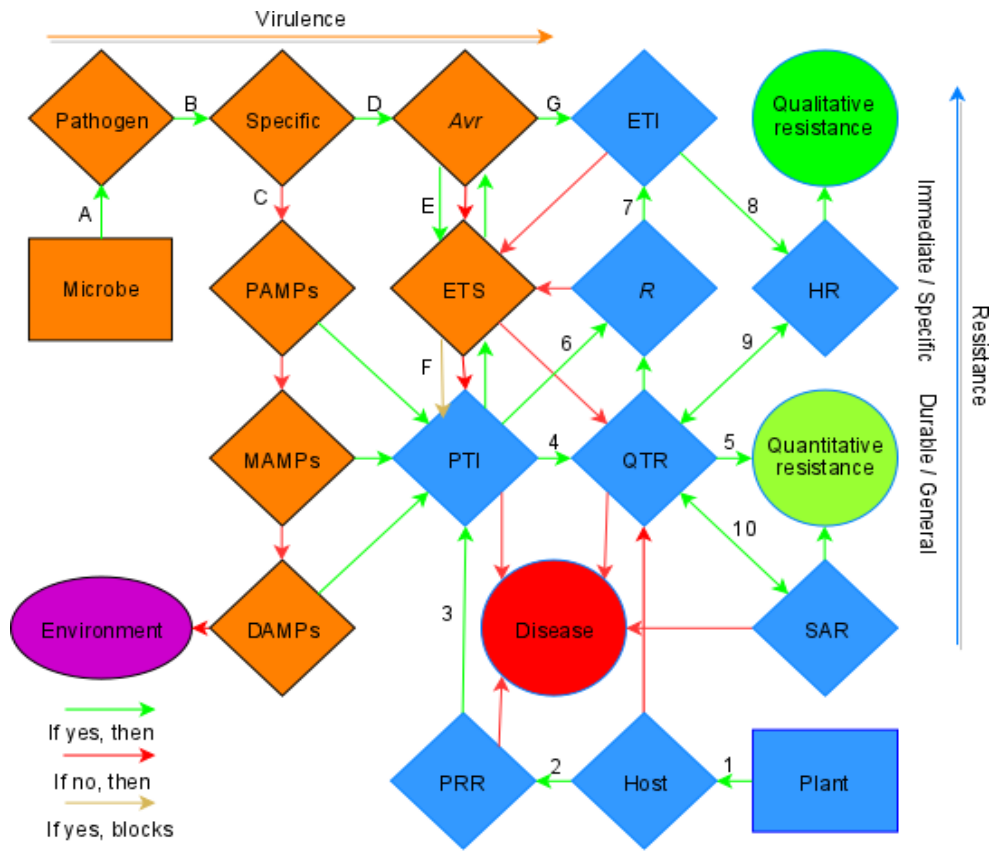 Virulence
Pathogen
B
Specific
D
Avr
G
ETI
Qualitative
resistance
A
C
E
7
8
Microbe
PAMPs
ETS
R
HR
Immediate / Specific
Resistance
F
6
9
MAMPs
PTI
4
QTR
5
Quantitative
resistance
Durable / General
10
Environment
DAMPs
3
Disease
SAR
If yes, then
If no, then
If yes, blocks
PRR
2
Host
1
Plant